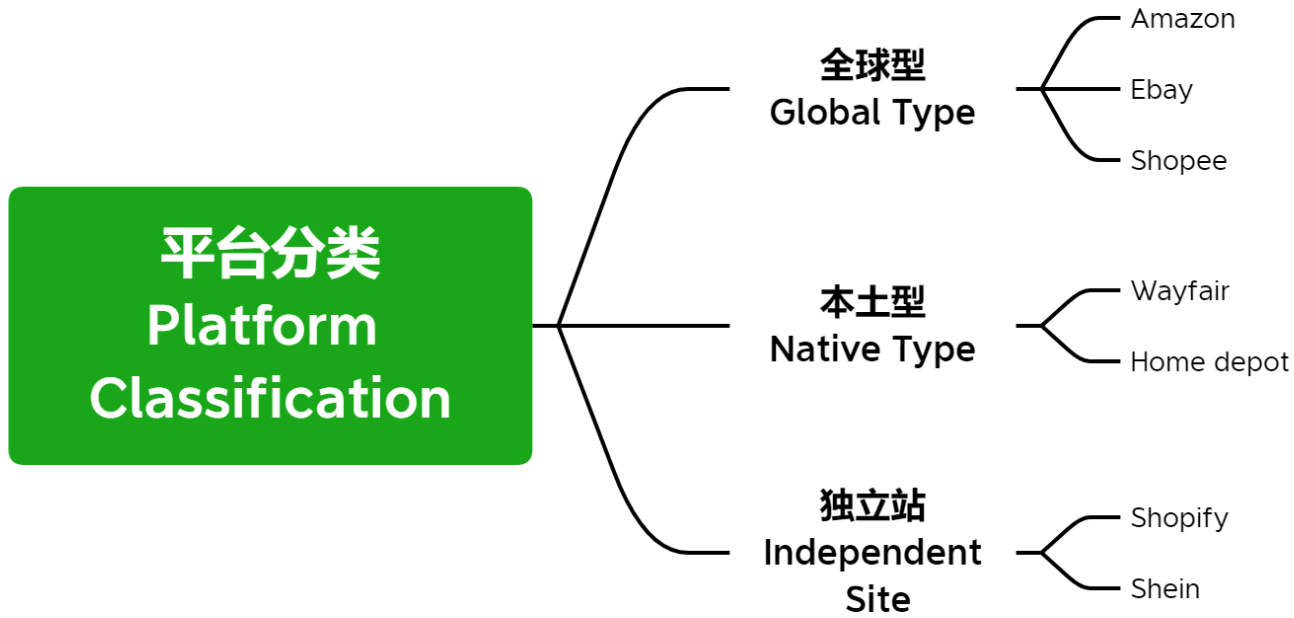 平台分类
Platform
Classification
全球型
Global Type
Amazon
Ebay
Shopee
本土型
Native Type
Wayfair
Home depot
独立站
Independent
Site
Shopify
Shein